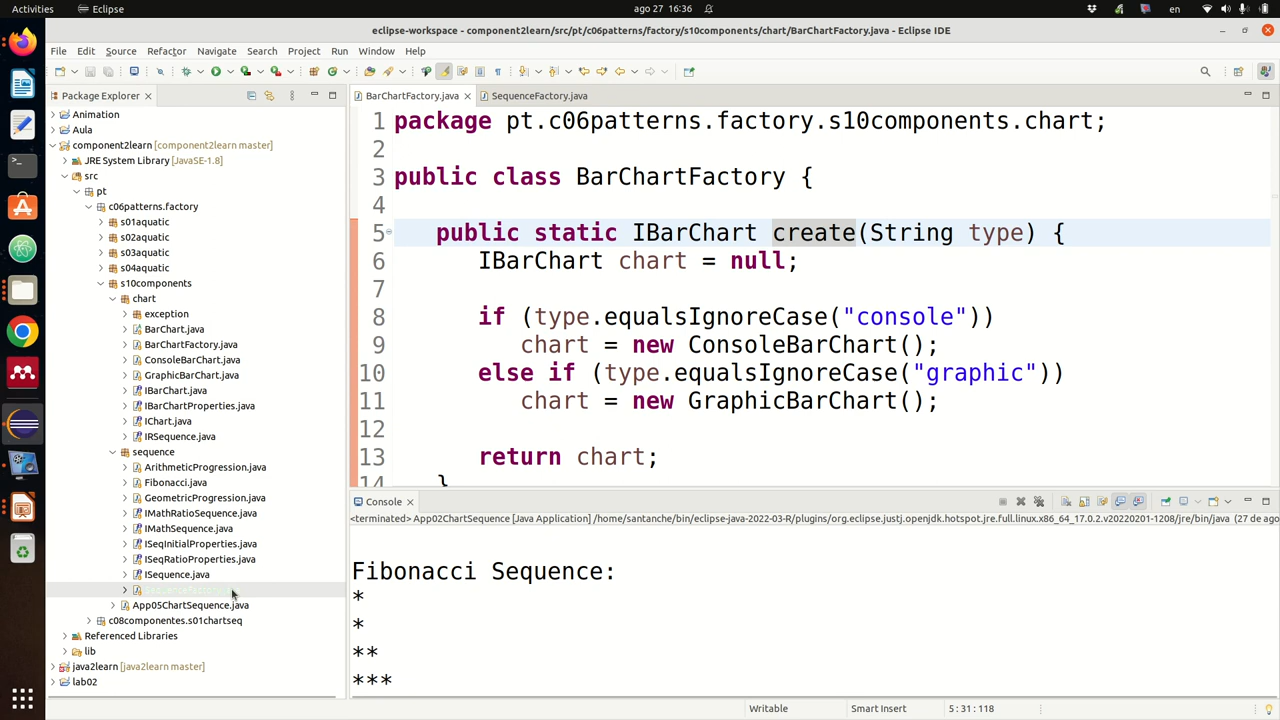 Activities
Eclipse
ago 27 16:36
en
eclipse-workspace - component2learn/src/pt/c06patterns/factory/s10components/chart/BarChartFactory.java - Eclipse IDE
File Edit Source Refactor Navigate Search Project Run Window Help
Package Explorer
BarChartFactory.java
SequenceFactory.java
Animation
Aula
component2learn [component2learn master]
JRE System Library [JavaSE-1.8]
src
pt
c06patterns.factory
s01aquatic
s02aquatic
s03aquatic
s04aquatic
s10components
chart
exception
BarChart.java
BarChartFactory.java
ConsoleBarChart.java
GraphicBarChart.java
IBarChart.java
IBarChartProperties.java
IChart.java
IRSequence.java
sequence
ArithmeticProgression.java
Fibonacci.java
GeometricProgression.java
IMathRatioSequence.java
IMathSequence.java
ISeqInitialProperties.java
ISeqRatioProperties.java
ISequence.java
App05ChartSequence.java
c08componentes.s01chartseq
Referenced Libraries
lib
java2learn [java2learn master]
lab02
1 package pt.c06patterns.factory.s10components.chart;
2
3 public class BarChartFactory {
4
5 public static IBarChart create(String type) {
6 IBarChart chart = null;
7
8 if (type.equalsIgnoreCase("console"))
9 chart = new ConsoleBarChart();
10 else if (type.equalsIgnoreCase("graphic"))
11 chart = new GraphicBarChart();
12
13 return chart;
14 }
Console
<terminated> App02ChartSequence [Java Application] /home/santanche/bin/eclipse-java-2022-03-R/plugins/org.eclipse.justj.openjdk.hotspot.jre.full.linux.x86_64_17.0.2.v20220201-1208/jre/bin/java (27 de ago
Fibonacci Sequence:
*
*
**
***
Writable
Smart Insert
5 : 31 : 118